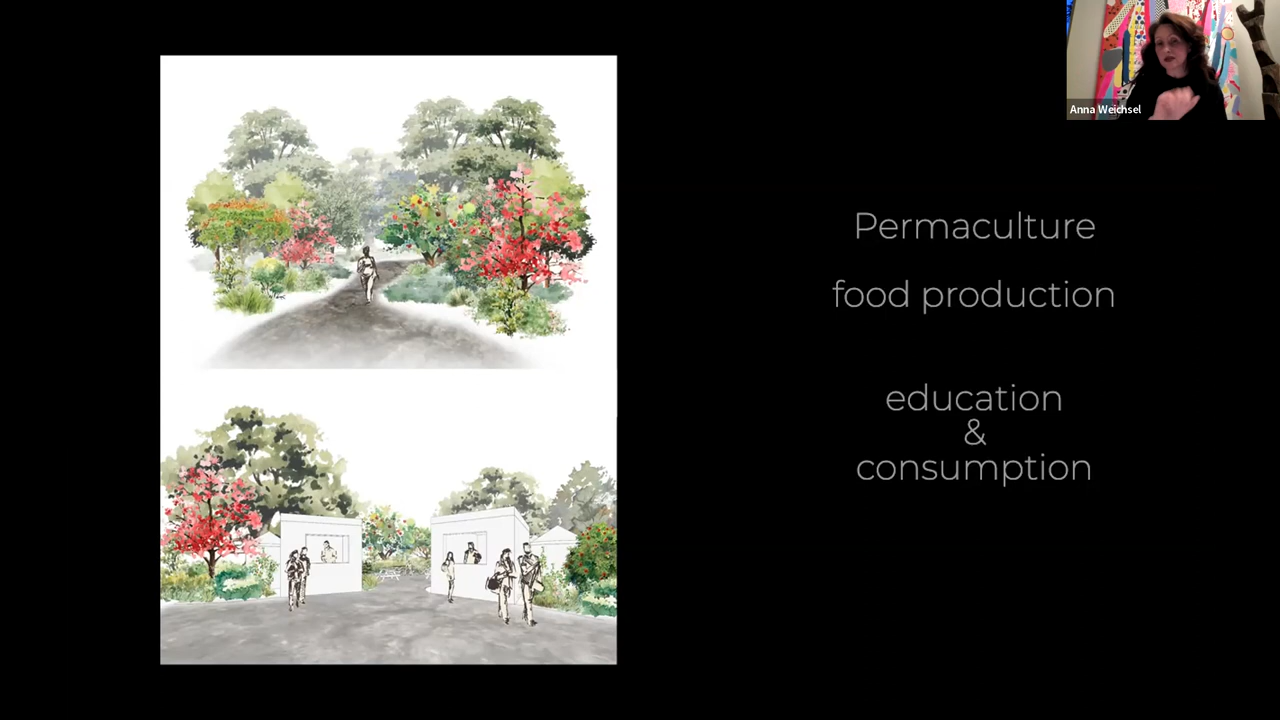 Anna Weichsel
Permaculture
food production
education
&
consumption